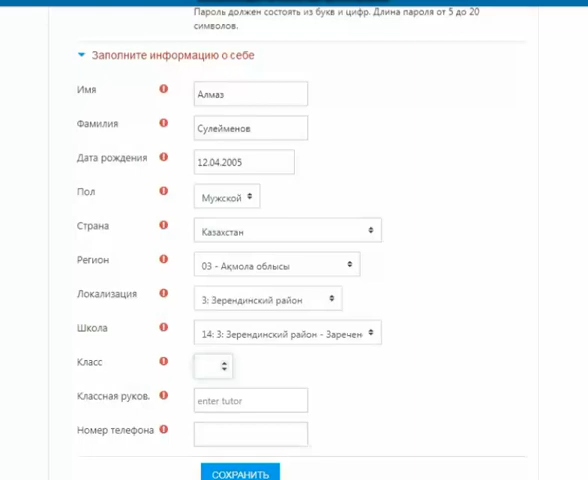 Пароль должен состоять из букв и цифр. Длина пароля от 5 до 20
символов.
Заполните информацию о себе
Имя
Алмаз
Фамилия
Сулейменов
Дата рождения
12.04.2005
Пол
Мужской
Страна
Казахстан
Регион
03 - Ақмола облысы
Локализация
3: Зерендинский район
Школа
14: 3: Зерендинский район - Заречен
Класс
Классная руков.
enter tutor
Номер телефона
СОХРАНИТЬ